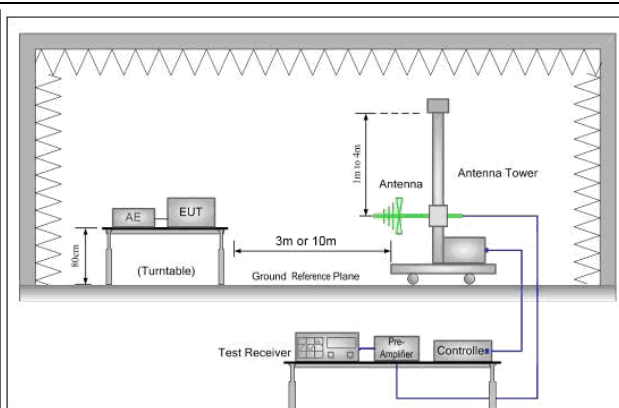 1m to 4m
Antenna
Antenna Tower
AE
EUT
80cm
3m or 10m
(Turntable)
Ground Reference Plane
Test Receiver
Pre-
Amplifier
Controller